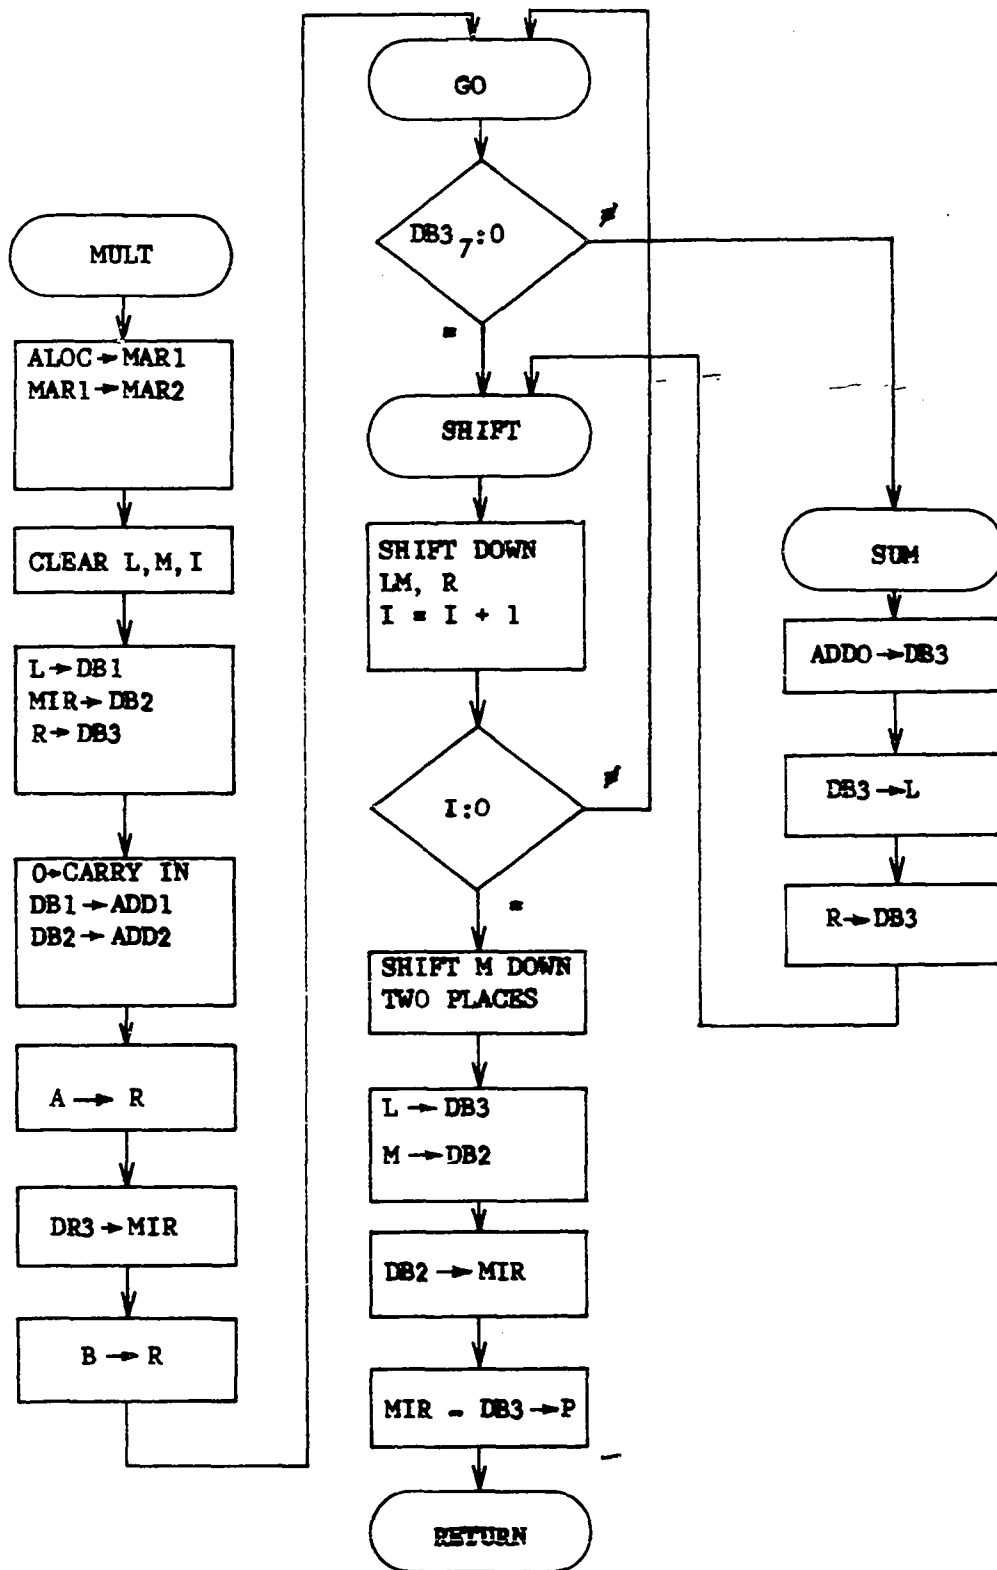 MULT
ALOC → MAR1
MAR1 → MAR2
CLEAR L, M, I
L → DB1
MIR → DB2
R → DB3
0 → CARRY IN
DB1 → ADD1
DB2 → ADD2
A → R
DR3 → MIR
B → R
GO
DB3₇:0
≠
=
SHIFT
SHIFT DOWN
LM, R
I = I + 1
I:0
≠
=
SHIFT M DOWN
TWO PLACES
L → DB3
M → DB2
DB2 → MIR
MIR - DB3 → P
RETURN
SUM
ADDO → DB3
DB3 → L
R → DB3